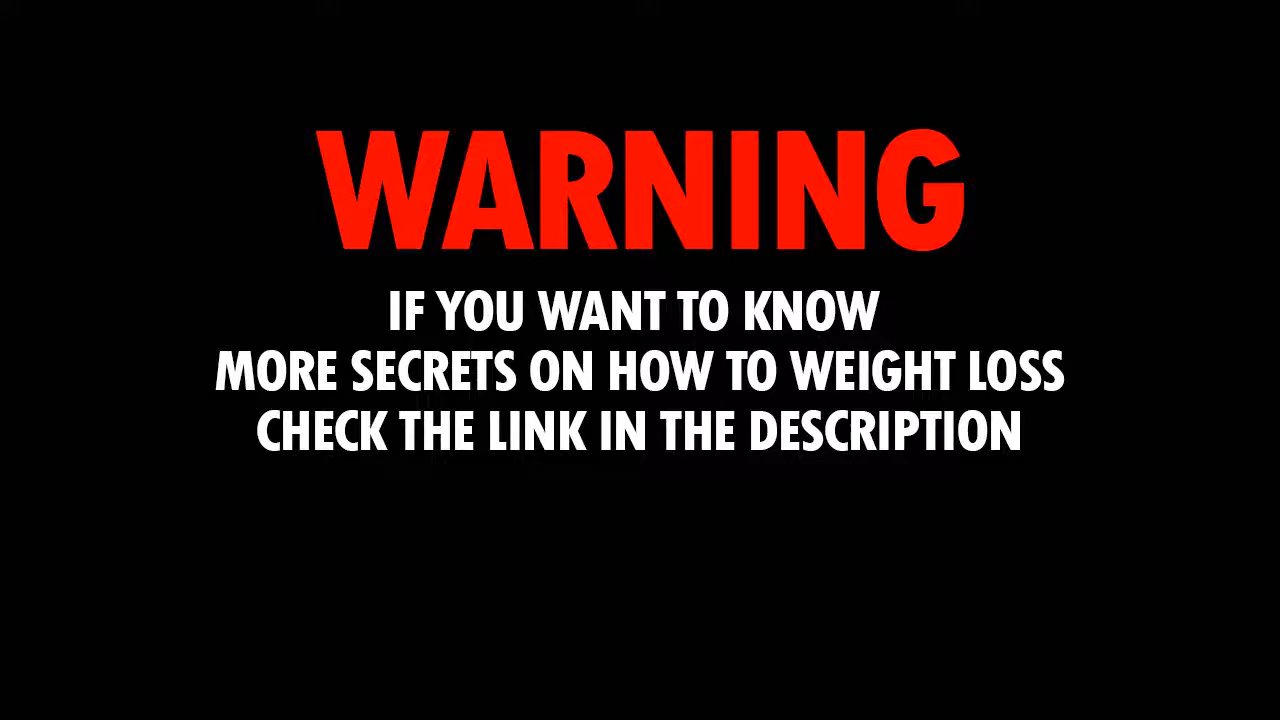 WARNING
IF YOU WANT TO KNOW
MORE SECRETS ON HOW TO WEIGHT LOSS
CHECK THE LINK IN THE DESCRIPTION